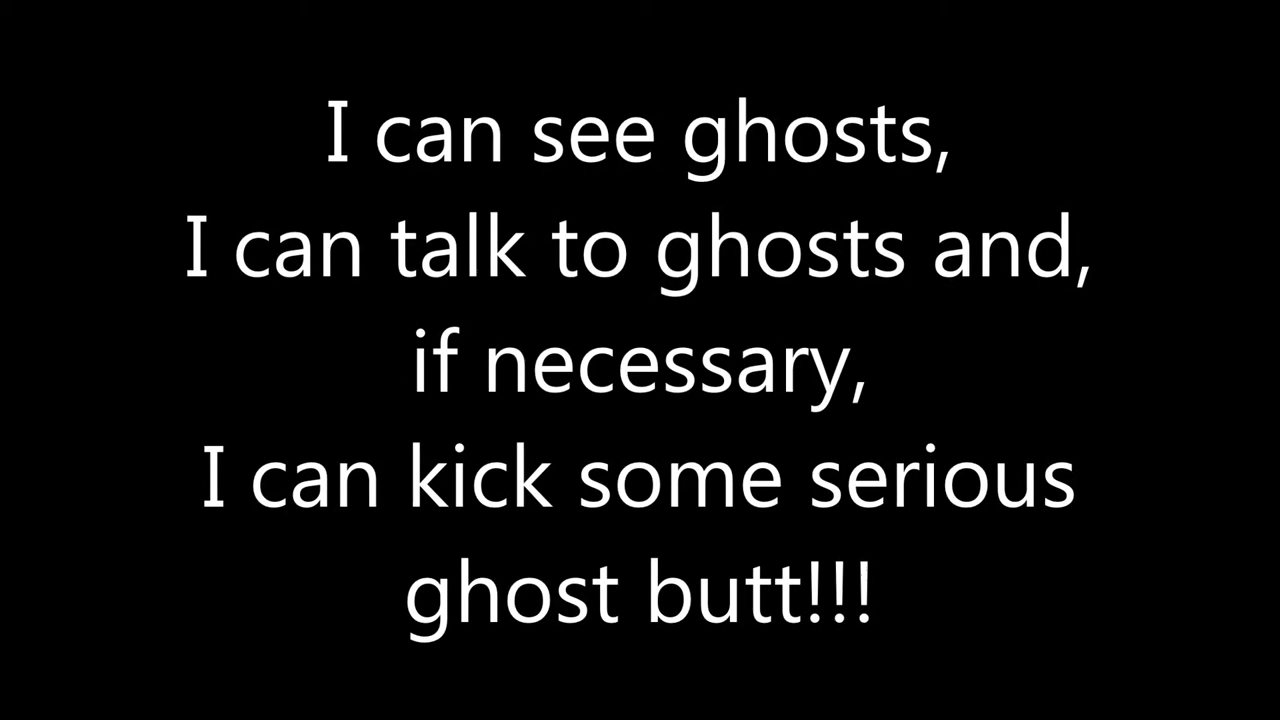 I can see ghosts,
I can talk to ghosts and,
if necessary,
I can kick some serious
ghost butt!!!